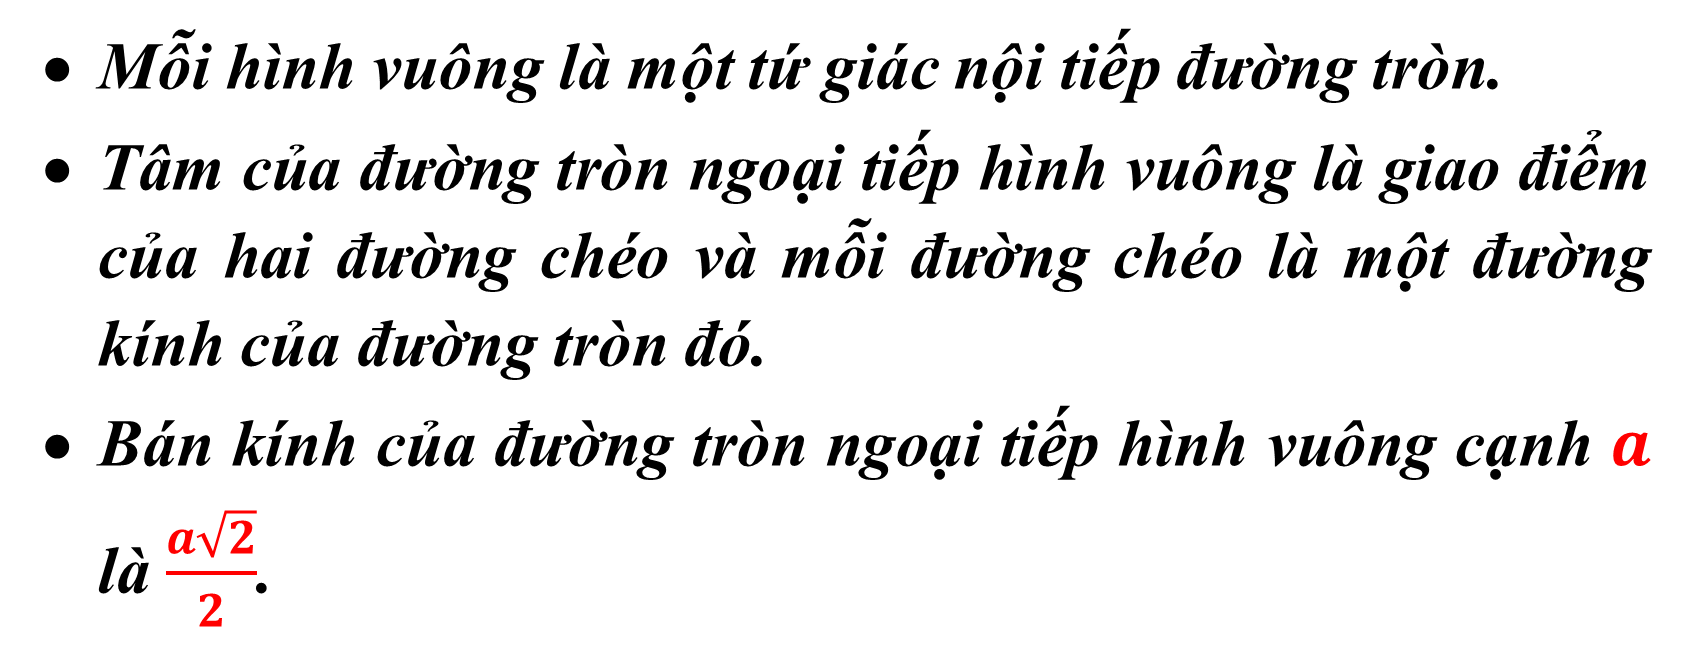 • Mỗi hình vuông là một tứ giác nội tiếp đường tròn.
• Tâm của đường tròn ngoại tiếp hình vuông là giao điểm
của hai đường chéo và mỗi đường chéo là một đường
kính của đường tròn đó.
• Bán kính của đường tròn ngoại tiếp hình vuông cạnh a
là a√2/2.